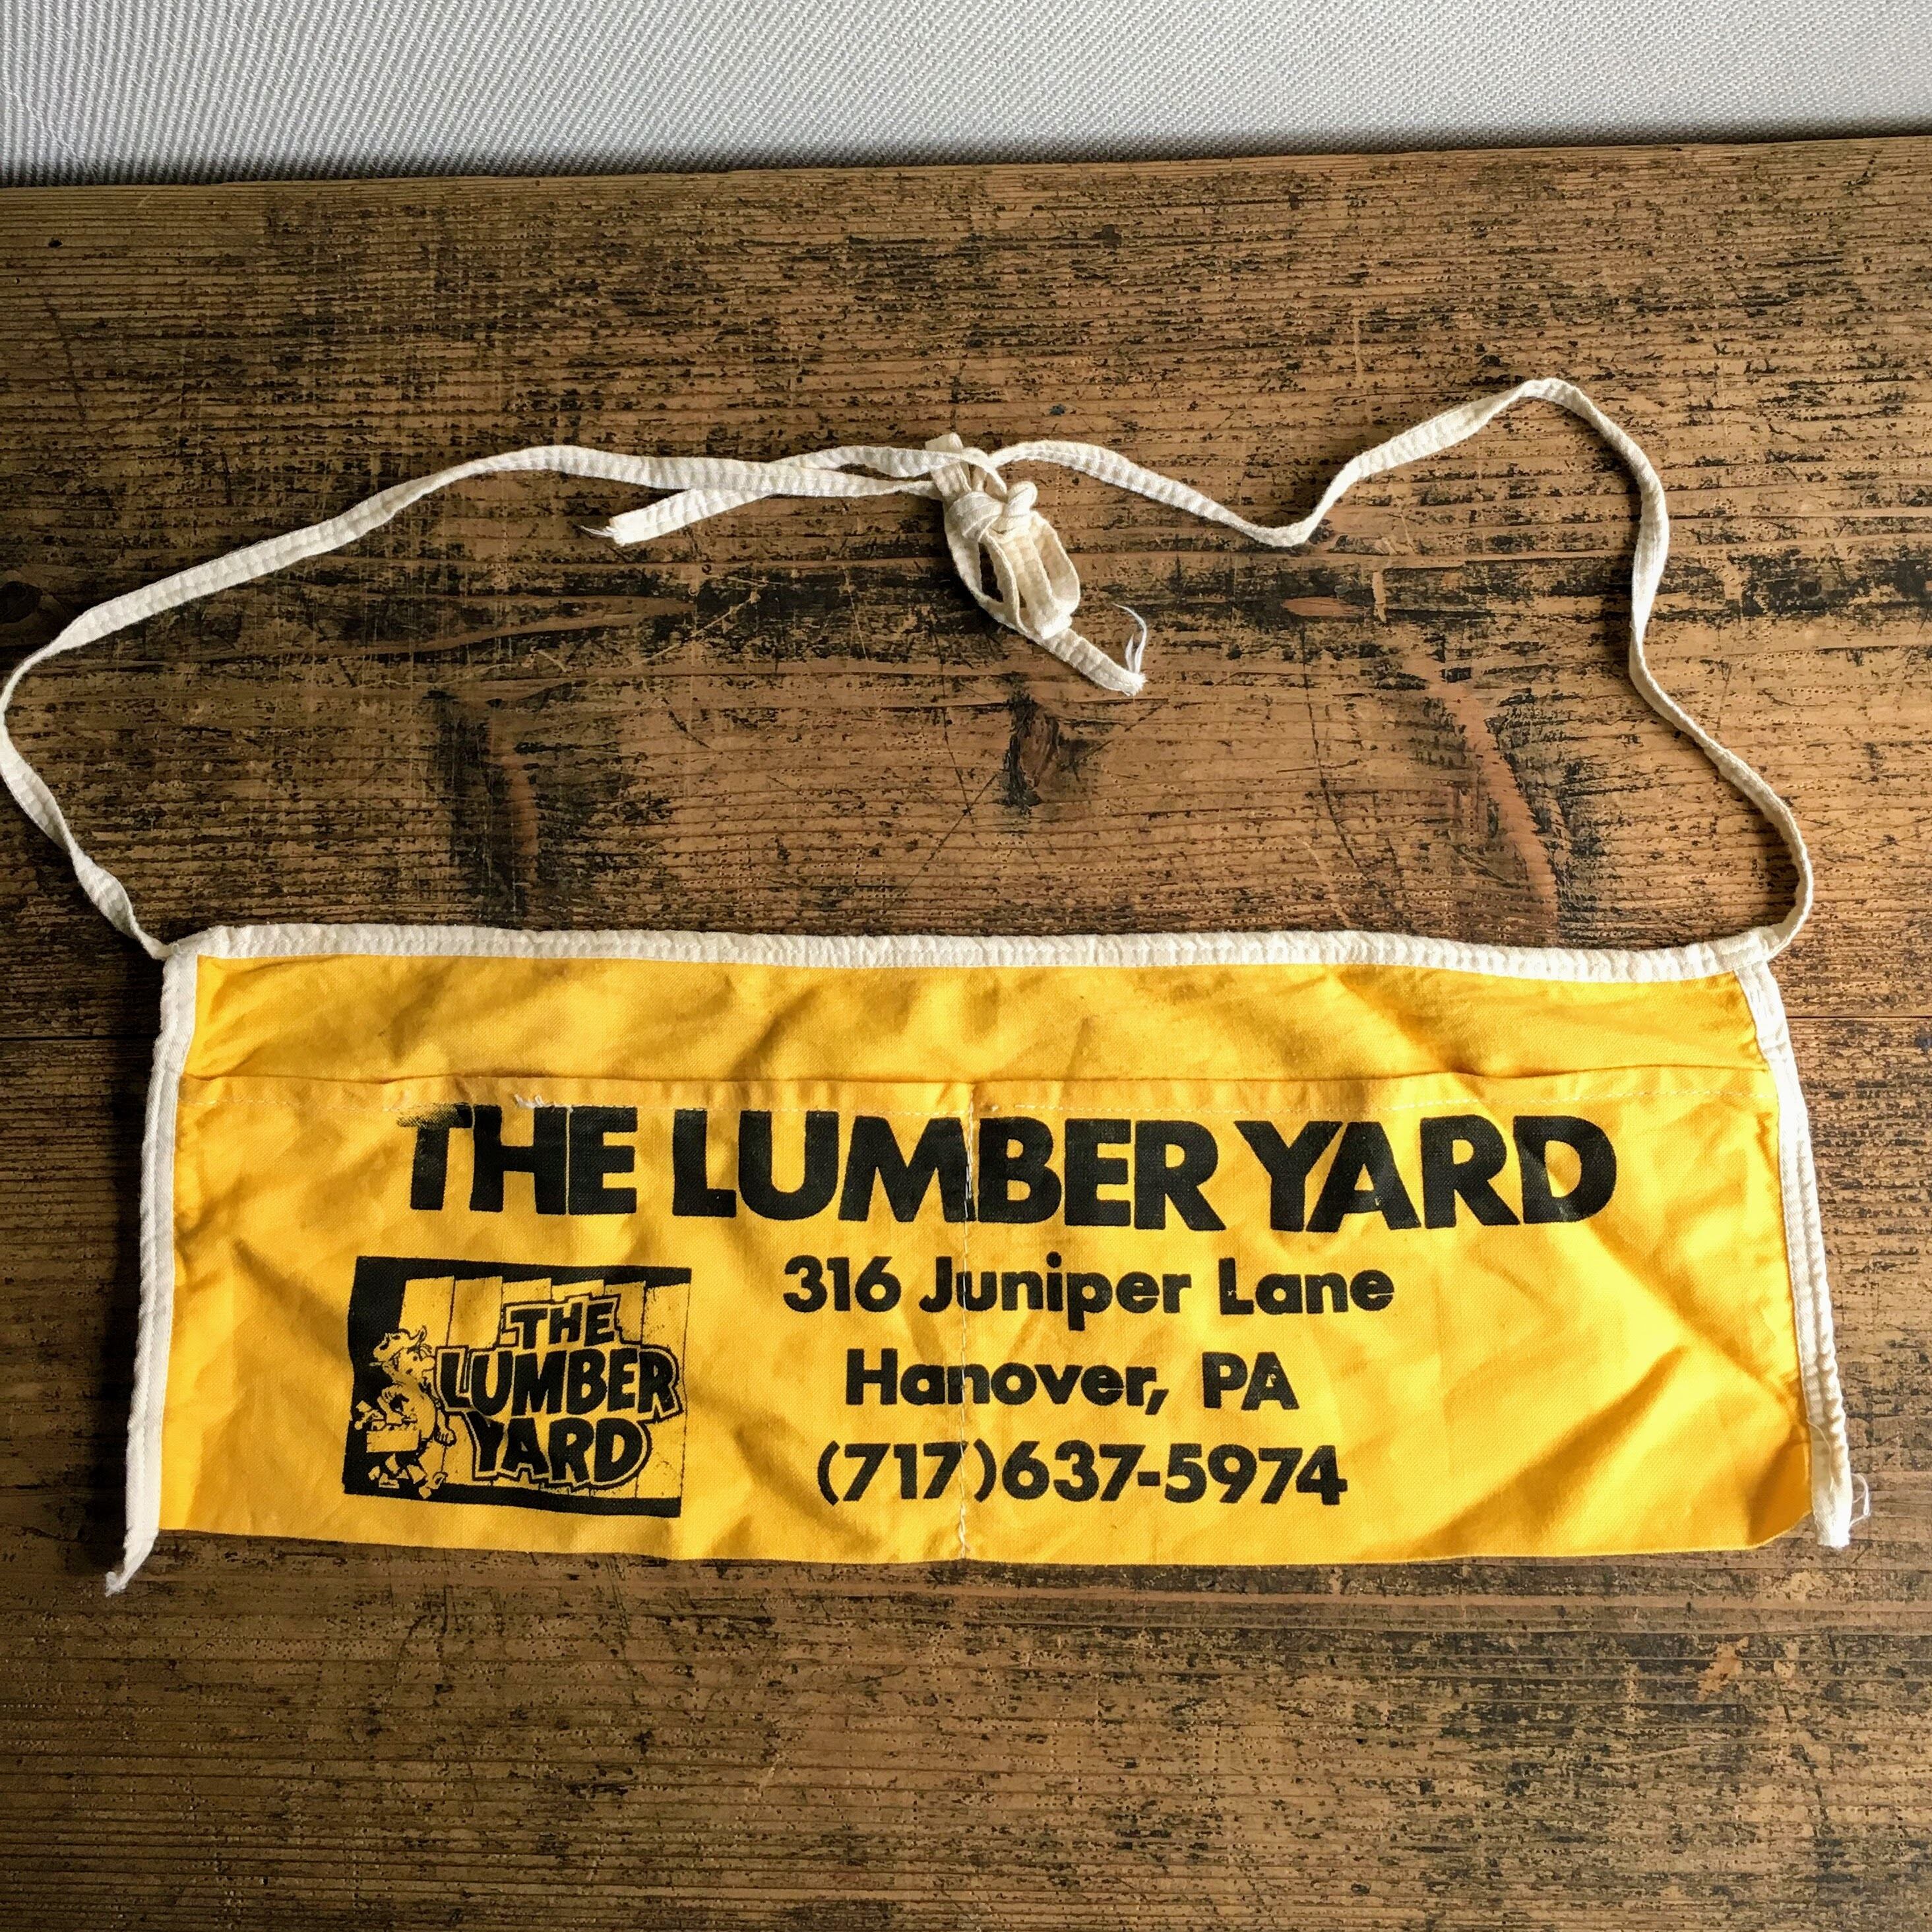 THE LUMBER YARD
316 Juniper Lane
Hanover, PA
(717)637-5974
THE
LUMBER
YARD